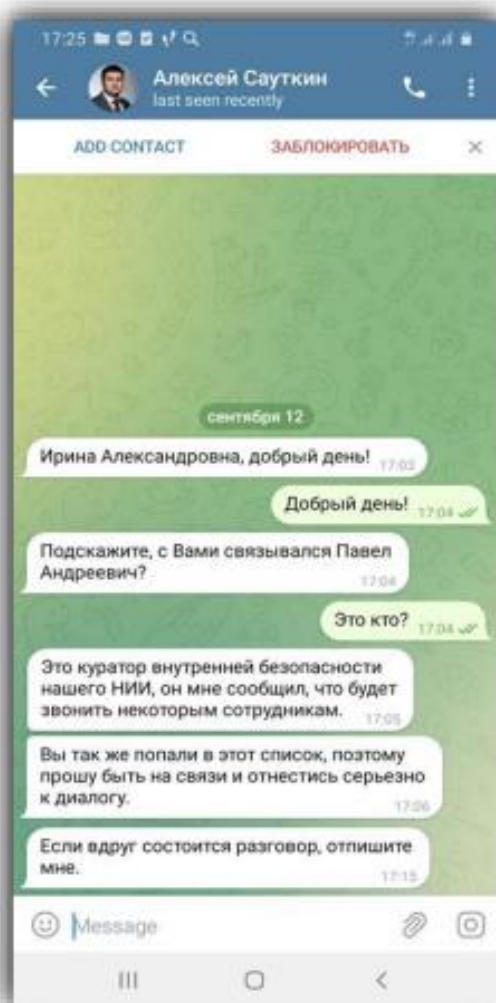 17:25
Алексей Сауткин
last seen recently
ADD CONTACT
ЗАБЛОКИРОВАТЬ
сентября 12
Ирина Александровна, добрый день!
17:03
Добрый день!
17:04
Подскажите, с Вами связывался Павел
Андреевич?
17:04
Это кто?
17:04
Это куратор внутренней безопасности
нашего НИИ, он мне сообщил, что будет
звонить некоторым сотрудникам.
17:05
Вы так же попали в этот список, поэтому
прошу быть на связи и отнестись серьезно
к диалогу.
17:06
Если вдруг состоится разговор, отпишите
мне.
17:15
Message